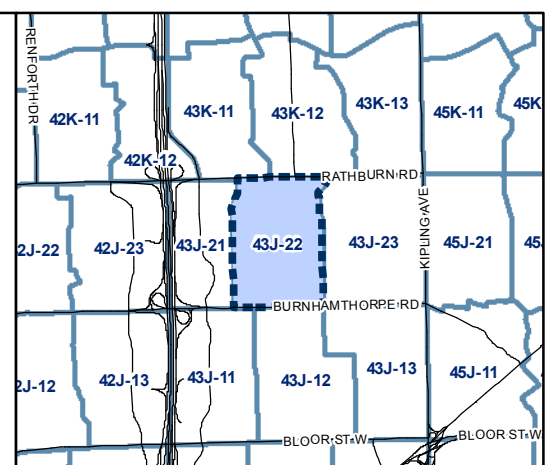 RENFORTH DR
42K-11
43K-11
43K-12
43K-13
45K-11
45K
42K-12
RATHBURN RD
KIPLING AVE
2J-22
42J-23
43J-21
43J-22
43J-23
45J-21
45J
BURNHAMTHORPE RD
2J-12
42J-13
43J-11
43J-12
43J-13
45J-11
BLOOR ST W
BLOOR ST W